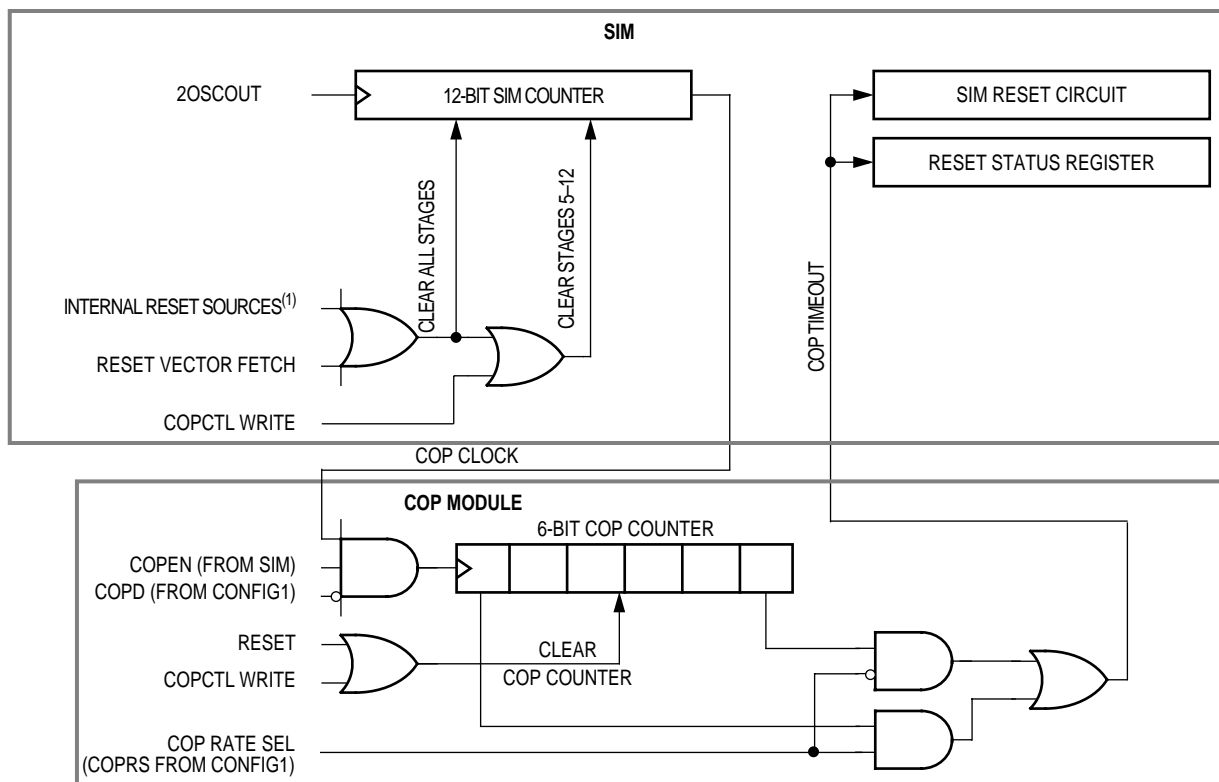 SIM
2OSCOUT
12-BIT SIM COUNTER
SIM RESET CIRCUIT
RESET STATUS REGISTER
CLEAR ALL STAGES
CLEAR STAGES 5–12
COP TIMEOUT
INTERNAL RESET SOURCES(1)
RESET VECTOR FETCH
COPCTL WRITE
COP CLOCK
COP MODULE
6-BIT COP COUNTER
COPEN (FROM SIM)
COPD (FROM CONFIG1)
RESET
COPCTL WRITE
CLEAR
COP COUNTER
COP RATE SEL
(COPRS FROM CONFIG1)